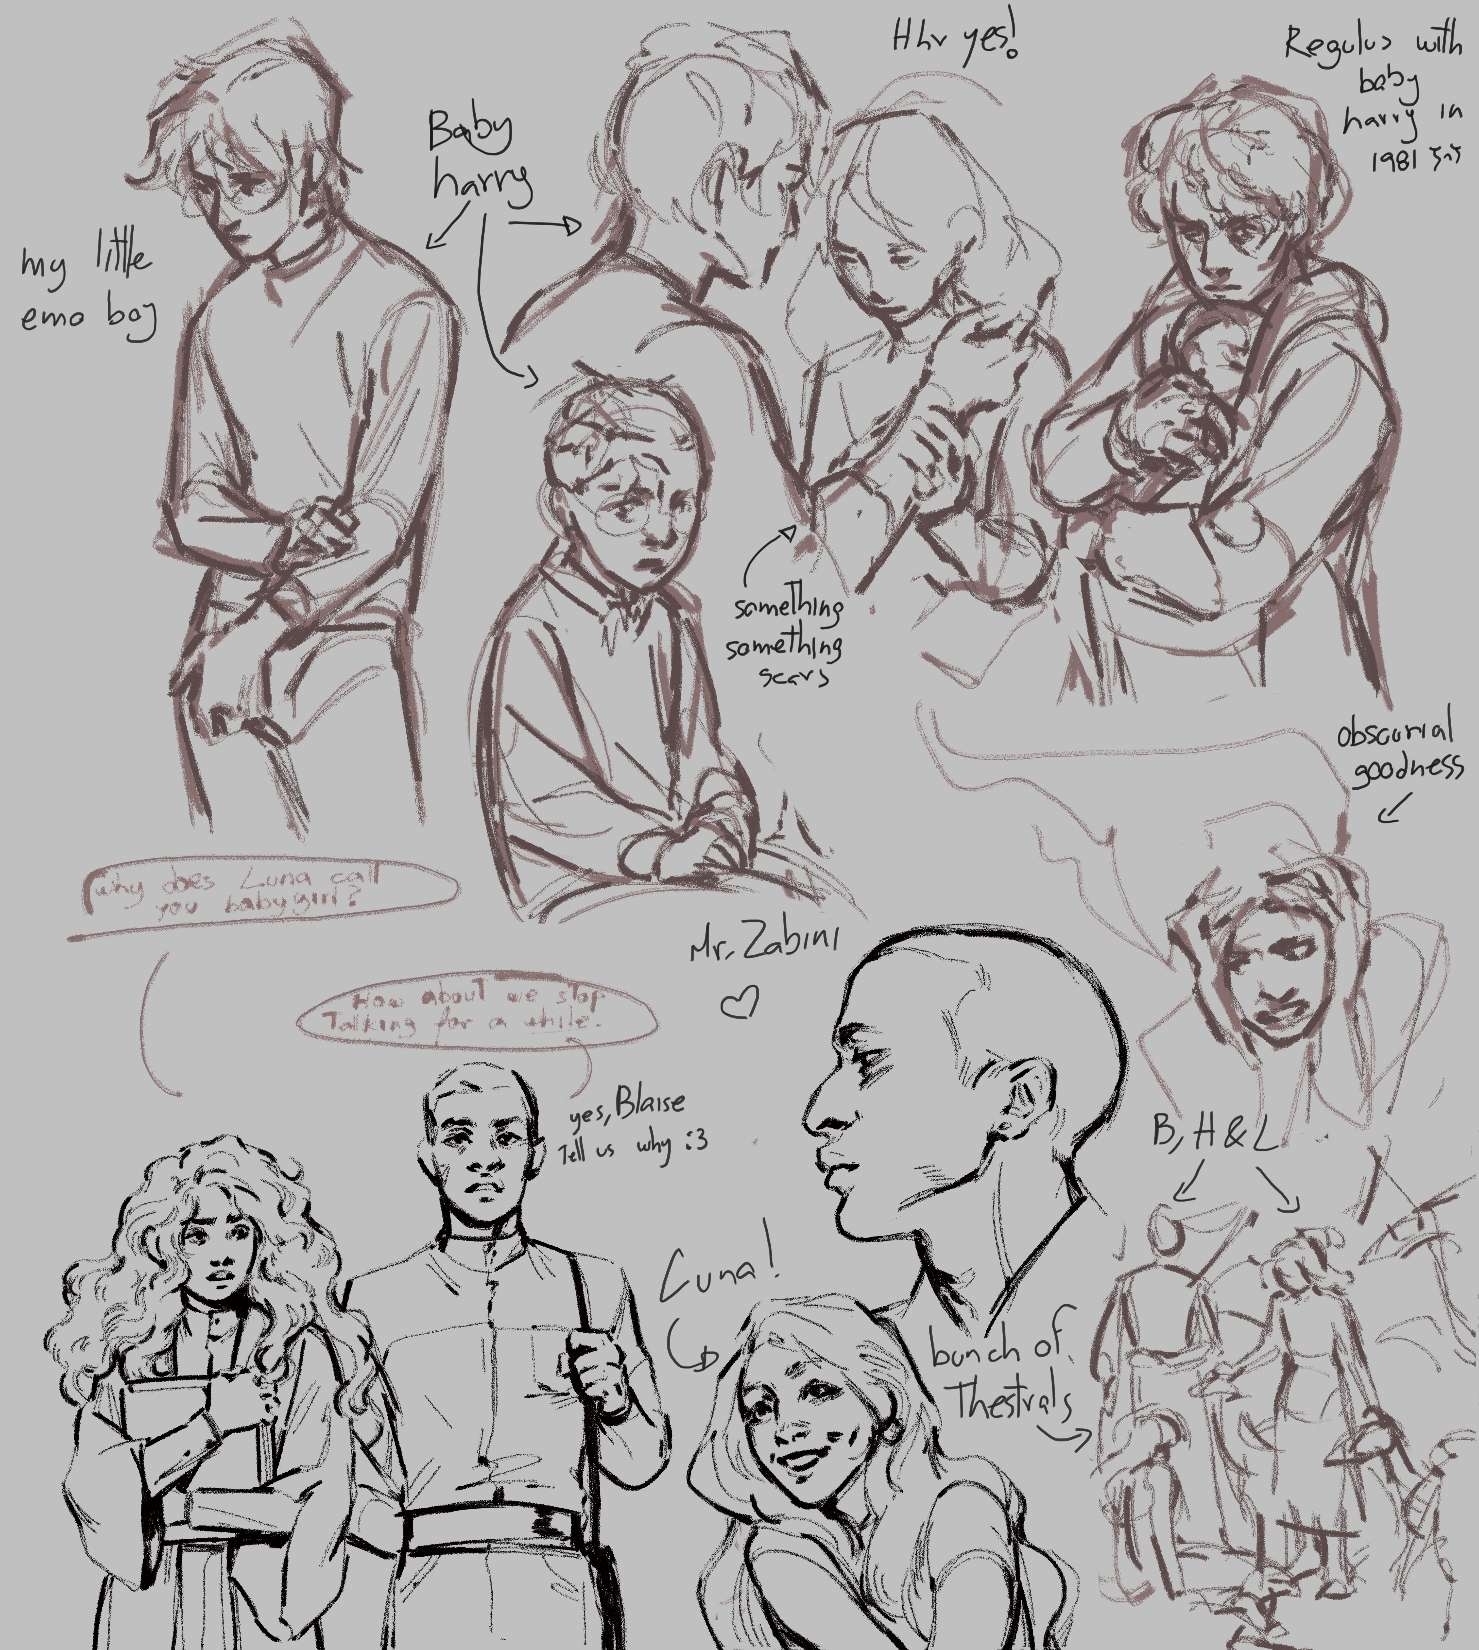 Hhr yes!
Regulus with
baby
harry in
1981
Baby
harry
my little
emo boy
something
something
scars
obscurial
goodness
why does Luna call
you babygirl?
Mr. Zabini
How about we stop
Talking for a while.
yes, Blaise
Tell us why :3
B, H & L
Luna!
bunch of
Thestrals